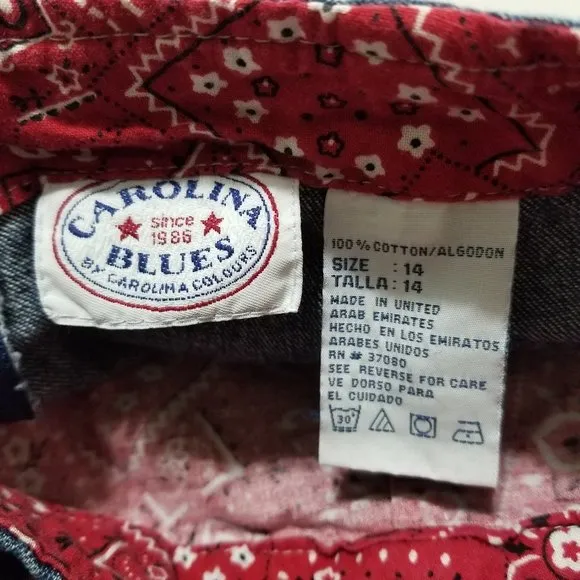 CAROLINA
since
1986
BLUES
BY CAROLINA COLOURS
100% COTTON/ALGODON
SIZE : 14
TALLA : 14
MADE IN UNITED
ARAB EMIRATES
HECHO EN LOS EMIRATOS
ARABES UNIDOS
RN # 37080
SEE REVERSE FOR CARE
VE DORSO PARA
EL CUIDADO
30°